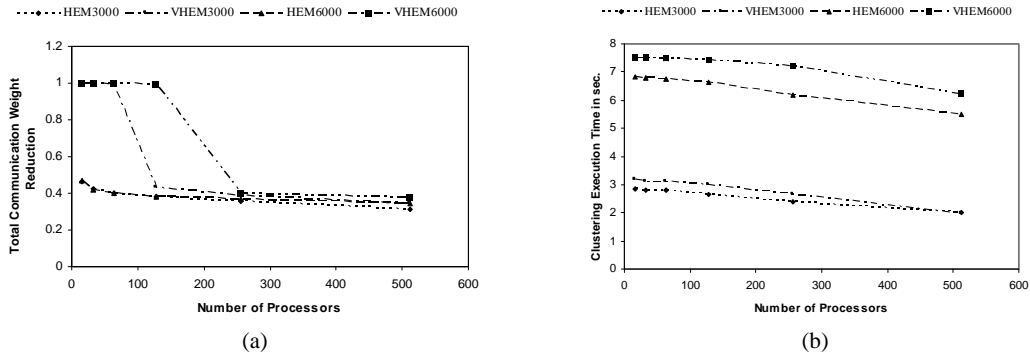 HEM3000 VHEM3000 HEM6000 VHEM6000
Total Communication Weight
Reduction
1.2
1
0.8
0.6
0.4
0.2
0
0 100 200 300 400 500 600
Number of Processors
(a)
HEM3000 VHEM3000 HEM6000 VHEM6000
Clustering Execution Time in sec.
8
7
6
5
4
3
2
1
0
0 100 200 300 400 500 600
Number of Processors
(b)